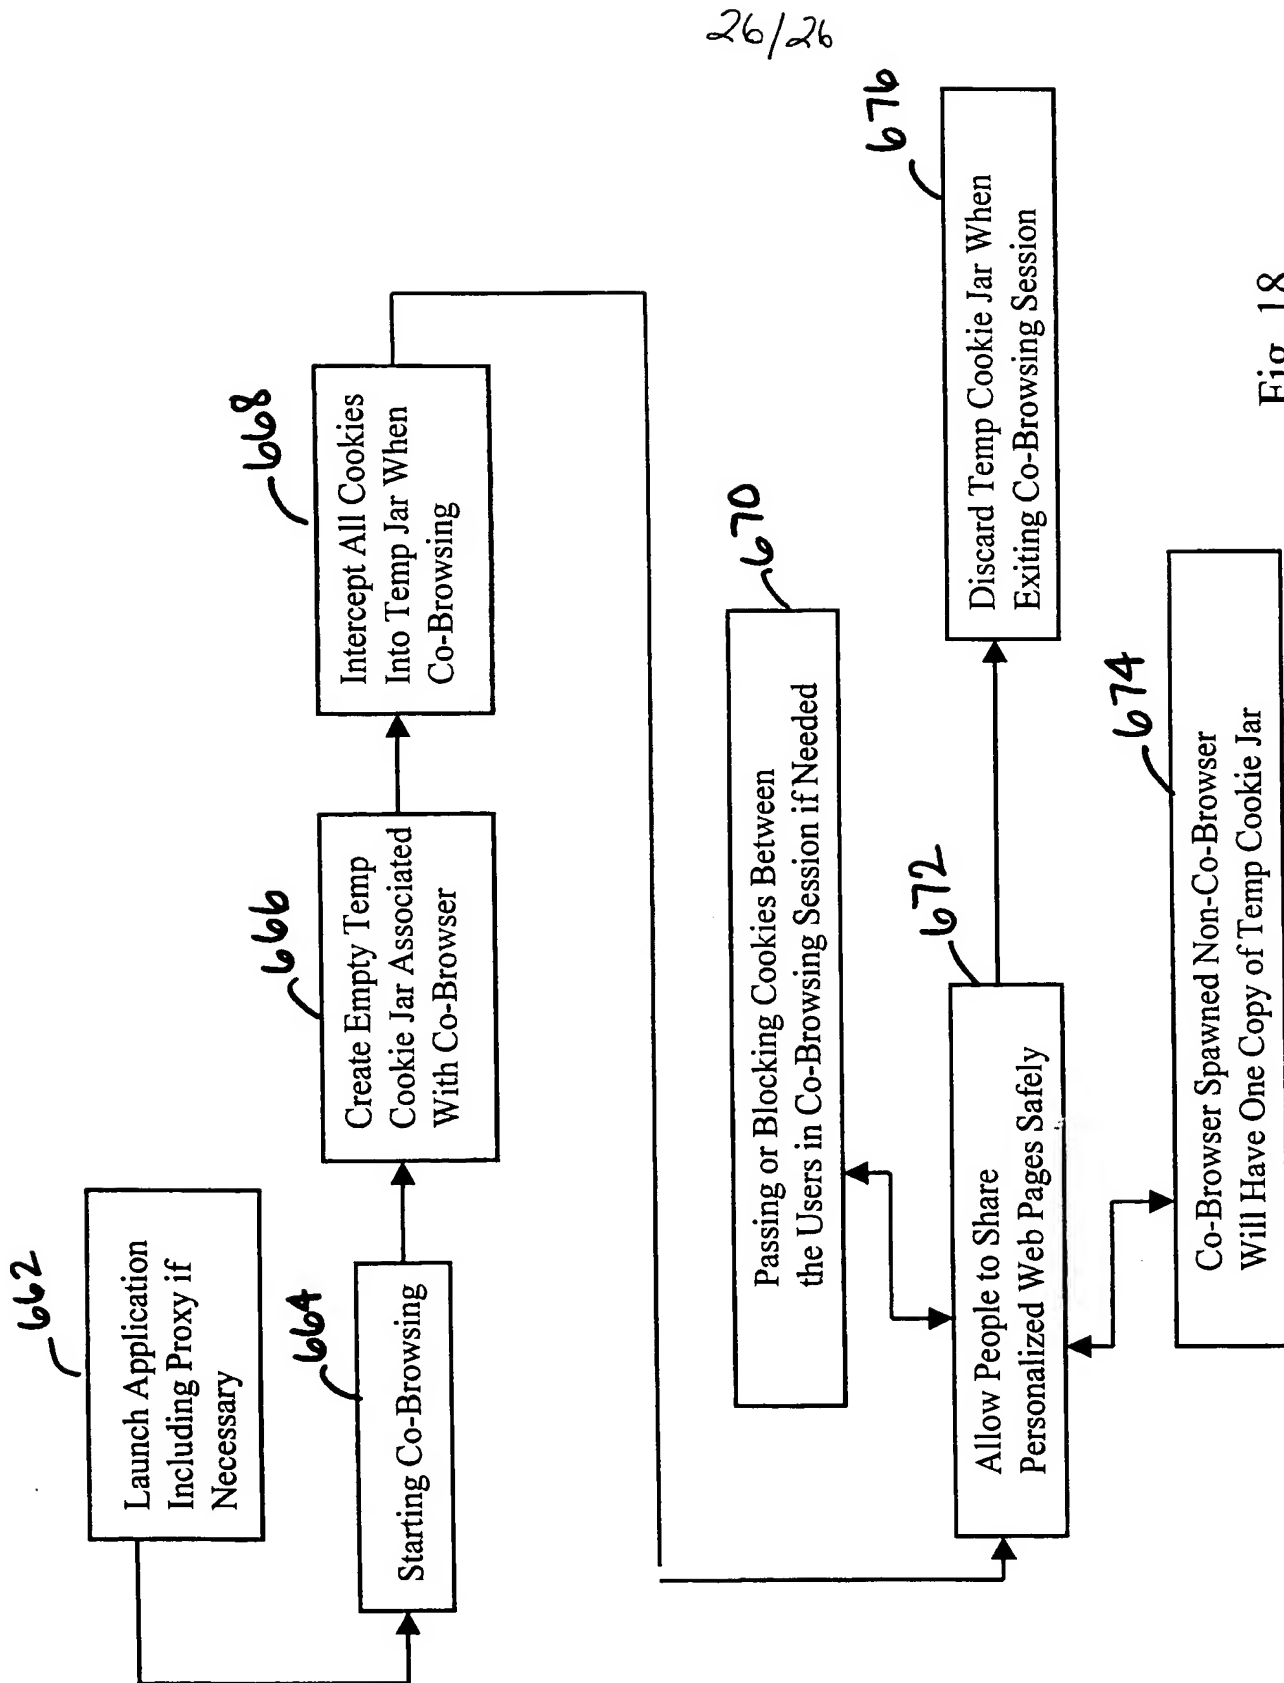 26/26
662
Launch Application
Including Proxy if
Necessary
664
Starting Co-Browsing
666
Create Empty Temp
Cookie Jar Associated
With Co-Browser
668
Intercept All Cookies
Into Temp Jar When
Co-Browsing
670
Passing or Blocking Cookies Between
the Users in Co-Browsing Session if Needed
672
Allow People to Share
Personalized Web Pages Safely
674
Co-Browser Spawned Non-Co-Browser
Will Have One Copy of Temp Cookie Jar
676
Discard Temp Cookie Jar When
Exiting Co-Browsing Session
Fig. 18